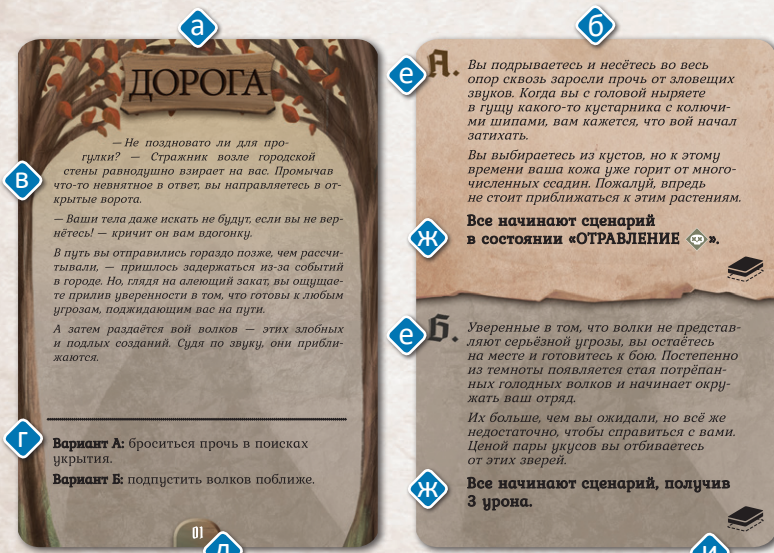 а
ДОРОГА
в
— Не поздновато ли для про-
гулки? — Стражник возле городской
стены равнодушно взирает на вас. Промычав
что-то невнятное в ответ, вы направляетесь в от-
крытые ворота.
— Ваши тела даже искать не будут, если вы не вер-
нётесь! — кричит он вам вдогонку.
В путь вы отправились гораздо позже, чем рассчи-
тывали, — пришлось задержаться из-за событий
в городе. Но, глядя на алеющий закат, вы ощущае-
те прилив уверенности в том, что готовы к любым
угрозам, поджидающим вас на пути.
А затем раздаётся вой волков — этих злобных
и подлых созданий. Судя по звуку, они прибли-
жаются.
г
Вариант А: броситься прочь в поисках
укрытия.
Вариант Б: подпустить волков поближе.
01
д
б
е
А.
Вы подрываетесь и несётесь во весь
опор сквозь заросли прочь от зловещих
звуков. Когда вы с головой ныряете
в гущу какого-то кустарника с колючи-
ми шипами, вам кажется, что вой начал
затихать.
Вы выбираетесь из кустов, но к этому
времени ваша кожа уже горит от много-
численных ссадин. Пожалуй, впредь
не стоит приближаться к этим растениям.
ж
Все начинают сценарий
в состоянии «ОТРАВЛЕНИЕ ».
е
Б.
Уверенные в том, что волки не представ-
ляют серьёзной угрозы, вы остаётесь
на месте и готовитесь к бою. Постепенно
из темноты появляется стая потрёпан-
ных голодных волков и начинает окру-
жать ваш отряд.
Их больше, чем вы ожидали, но всё же
недостаточно, чтобы справиться с вами.
Ценой пары укусов вы отбиваетесь
от этих зверей.
ж
Все начинают сценарий, получив
3 урона.
и